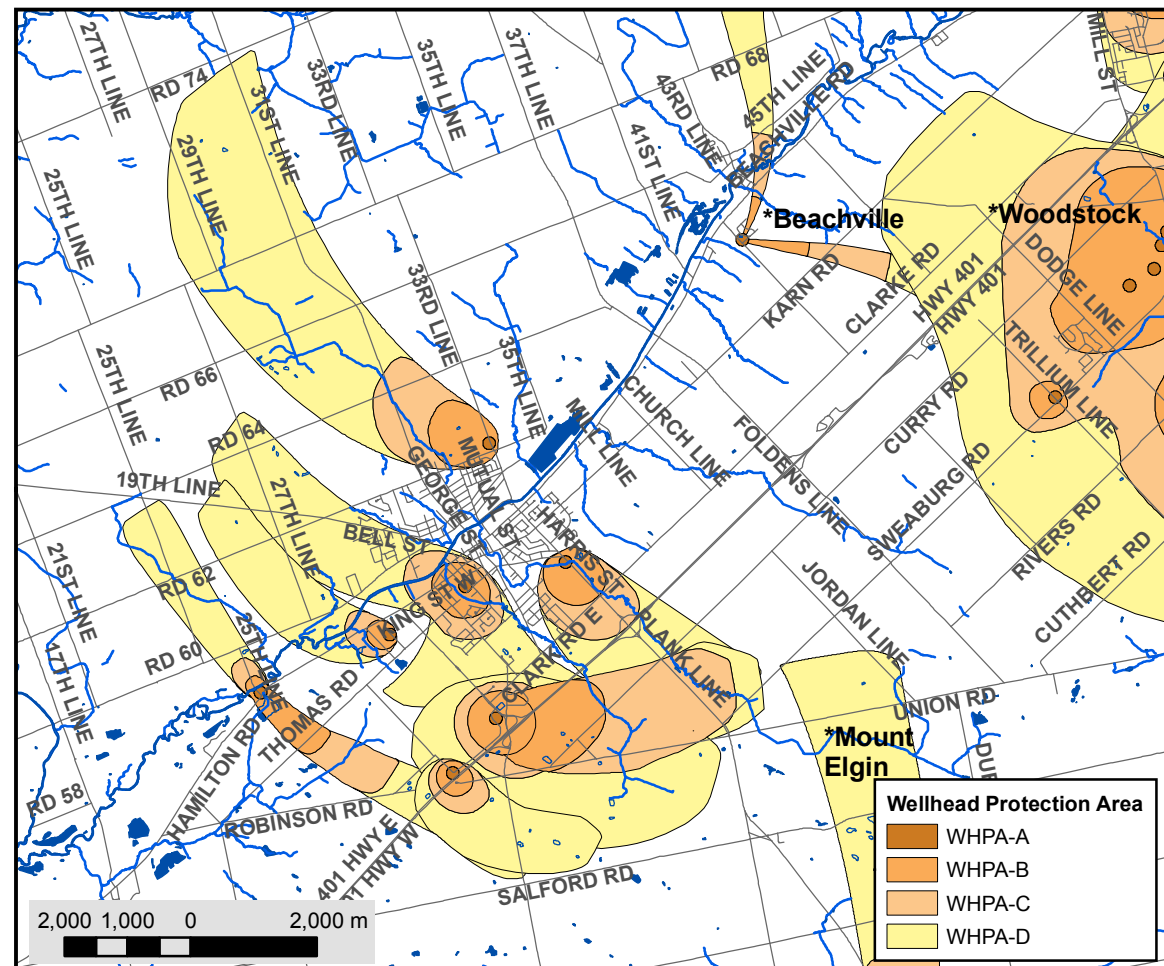 27TH LINE
RD 74
31ST LINE
33RD LINE
35TH LINE
37TH LINE
RD 68
43RD LINE
45TH LINE
BEACHVILLE RD
MILL ST
29TH LINE
25TH LINE
41ST LINE
*Beachville
*Woodstock
KARN RD
CLARKE RD
HWY 401
HWY 401
DODGE LINE
TRILLIUM LINE
33RD LINE
35TH LINE
25TH LINE
RD 66
RD 64
MILL LINE
CHURCH LINE
FOLDENS LINE
CURRY RD
SWEABURG RD
RIVERS RD
CUTHBERT RD
19TH LINE
27TH LINE
GEORGE ST
MUTUAL ST
BELL ST
HARRIS ST
21ST LINE
RD 62
KING ST W
JORDAN LINE
17TH LINE
RD 60
25TH LINE
THOMAS RD
CLARK RD E
PLANK LINE
UNION RD
HAMILTON RD
*Mount
Elgin
RD 58
ROBINSON RD
401 HWY E
01 HWY W
SALFORD RD
DUR
Wellhead Protection Area
WHPA-A
WHPA-B
WHPA-C
WHPA-D
2,000 1,000 0 2,000 m